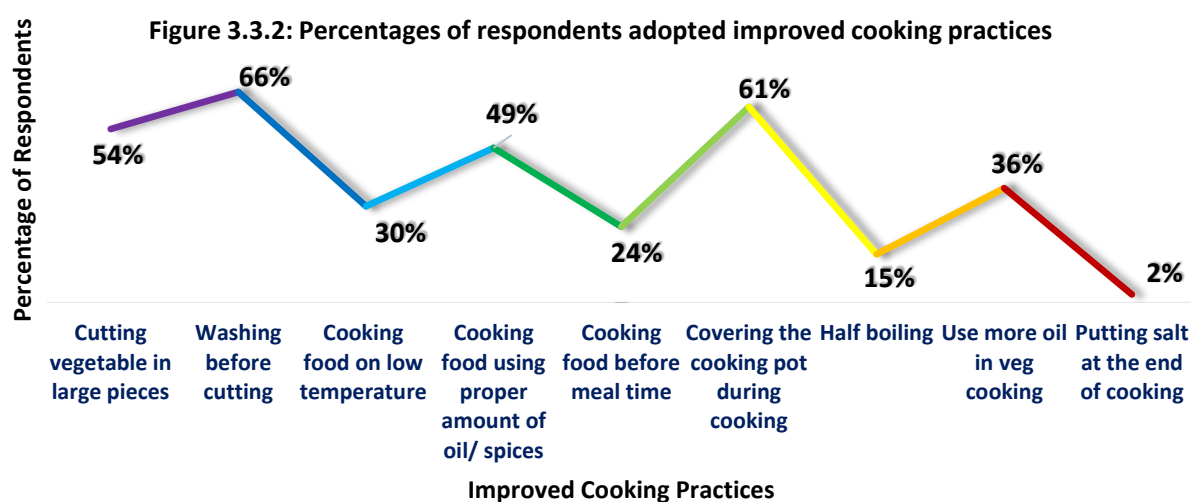 Figure 3.3.2: Percentages of respondents adopted improved cooking practices
Percentage of Respondents
54%
66%
30%
49%
24%
61%
15%
36%
2%
Cutting
vegetable in
large pieces
Washing
before
cutting
Cooking
food on low
temperature
Cooking
food using
proper
amount of
oil/ spices
Cooking
food before
meal time
Covering the
cooking pot
during
cooking
Half boiling
Use more oil
in veg
cooking
Putting salt
at the end
of cooking
Improved Cooking Practices